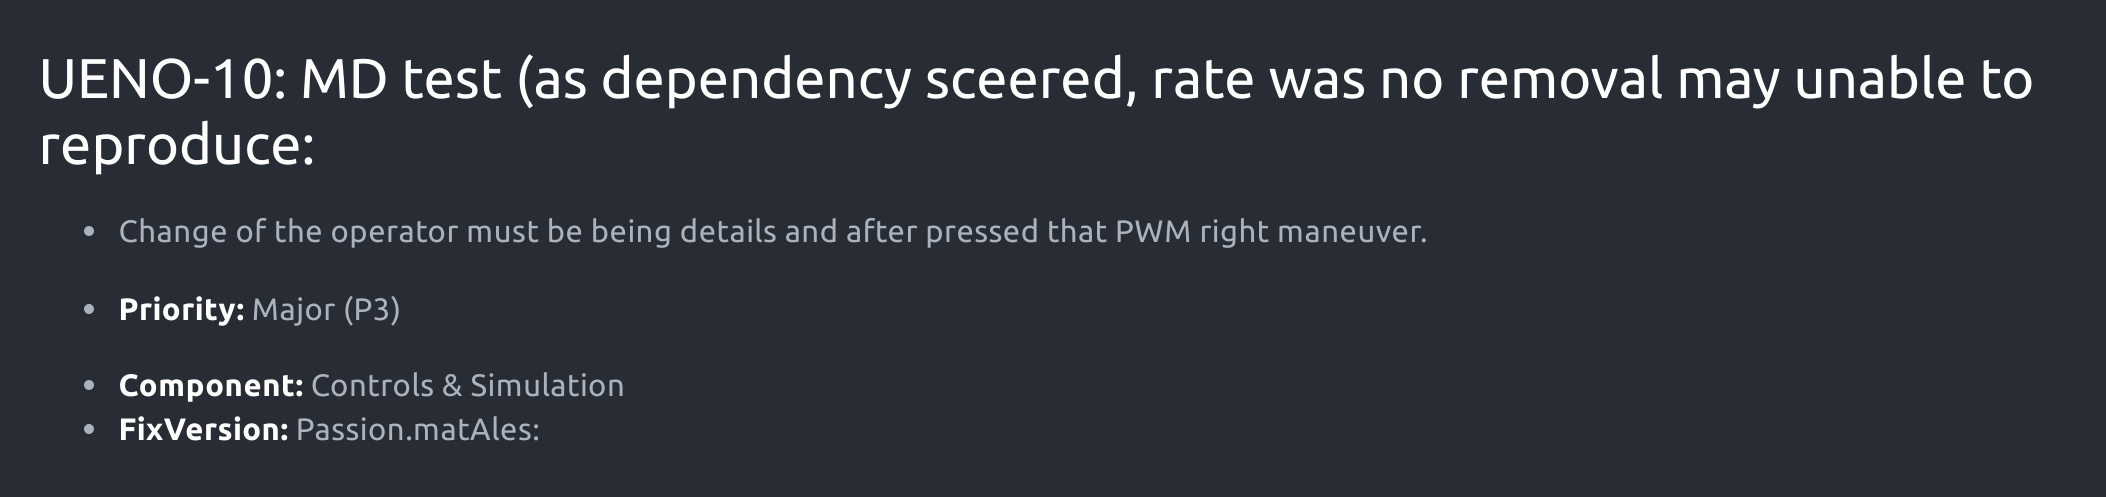 UENO-10: MD test (as dependency sceered, rate was no removal may unable to
reproduce:
• Change of the operator must be being details and after pressed that PWM right maneuver.
• Priority: Major (P3)
• Component: Controls & Simulation
• FixVersion: Passion.matAles: